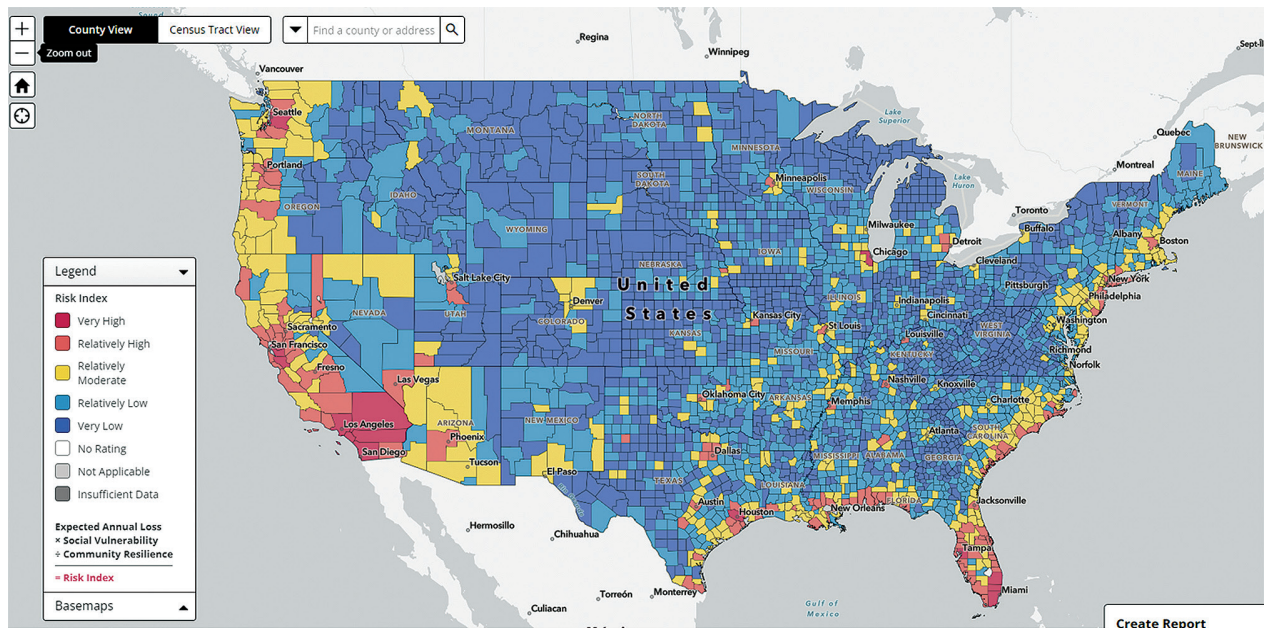 County View
Census Tract View
Find a county or address
Zoom out
Regina
Winnipeg
Vancouver
Seattle
Lake
Superior
Quebec
NEW
BRUNSWICK
NORTH
DAKOTA
MONTANA
MINNESOTA
Montreal
MAINE
Portland
Minneapolis
Lake
Huron
SOUTH
DAKOTA
WISCONSIN
IDAHO
OREGON
VERMONT
Toronto
WYOMING
Milwaukee
Buffalo
Albany
Boston
Detroit
Chicago
IOWA
Cleveland
NEBRASKA
Salt Lake City
New York
Pittsburgh
Philadelphia
United
States
Denver
ILLINOIS
Indianapolis
NEVADA
UTAH
COLORADO
Kansas City
Cincinnati
Washington
Sacramento
St Louis
WEST
VIRGINIA
KANSAS
Louisville
San Francisco
MISSOURI
KENTUCKY
Richmond
Fresno
Norfolk
Las Vegas
Nashville
Knoxville
Oklahoma City
ARKANSAS
Memphis
Charlotte
Los Angeles
ARIZONA
NEW MEXICO
Phoenix
Atlanta
SOUTH
CAROLINA
San Diego
Dallas
MISSISSIPPI
ALABAMA
GEORGIA
Tucson
El Paso
TEXAS
LOUISIANA
Austin
Houston
New Orleans
FLORIDA
Jacksonville
Hermosillo
Chihuahua
Tampa
Miami
Monterrey
Torreón
Culiacan
Gulf of
Mexico
Legend
Risk Index
Very High
Relatively High
Relatively
Moderate
Relatively Low
Very Low
No Rating
Not Applicable
Insufficient Data
Expected Annual Loss
× Social Vulnerability
÷ Community Resilience
= Risk Index
Basemaps
Create Report